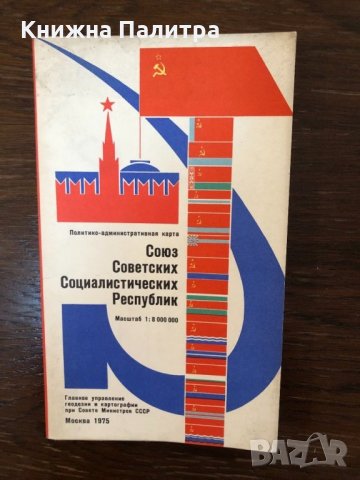 Книжна Палитра
Политико-административная карта
Союз
Советских
Социалистических
Республик
Масштаб 1:8 000 000
Главное управление
геодезии и картографии
при Совете Министров СССР
Москва 1975
BAZAR